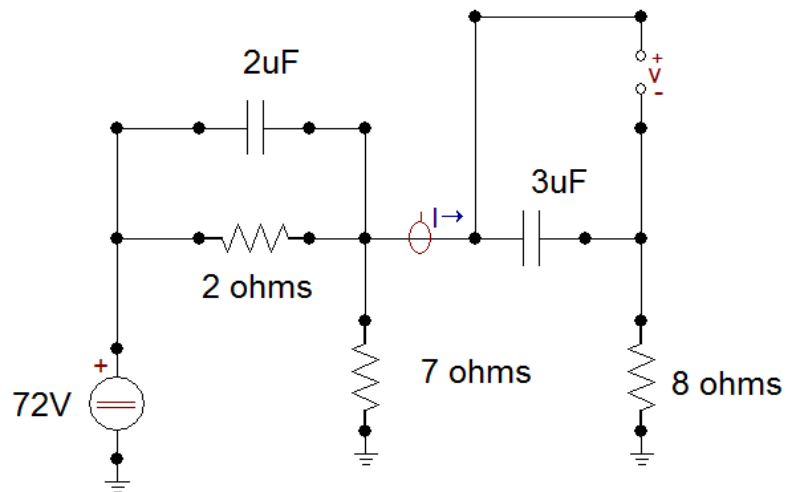 2uF
+
V
-
I→
3uF
2 ohms
+
72V
7 ohms
8 ohms